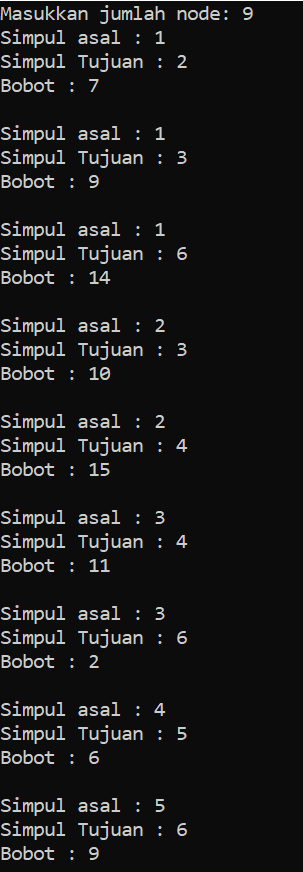 Masukkan jumlah node: 9
Simpul asal : 1
Simpul Tujuan : 2
Bobot : 7
Simpul asal : 1
Simpul Tujuan : 3
Bobot : 9
Simpul asal : 1
Simpul Tujuan : 6
Bobot : 14
Simpul asal : 2
Simpul Tujuan : 3
Bobot : 10
Simpul asal : 2
Simpul Tujuan : 4
Bobot : 15
Simpul asal : 3
Simpul Tujuan : 4
Bobot : 11
Simpul asal : 3
Simpul Tujuan : 6
Bobot : 2
Simpul asal : 4
Simpul Tujuan : 5
Bobot : 6
Simpul asal : 5
Simpul Tujuan : 6
Bobot : 9